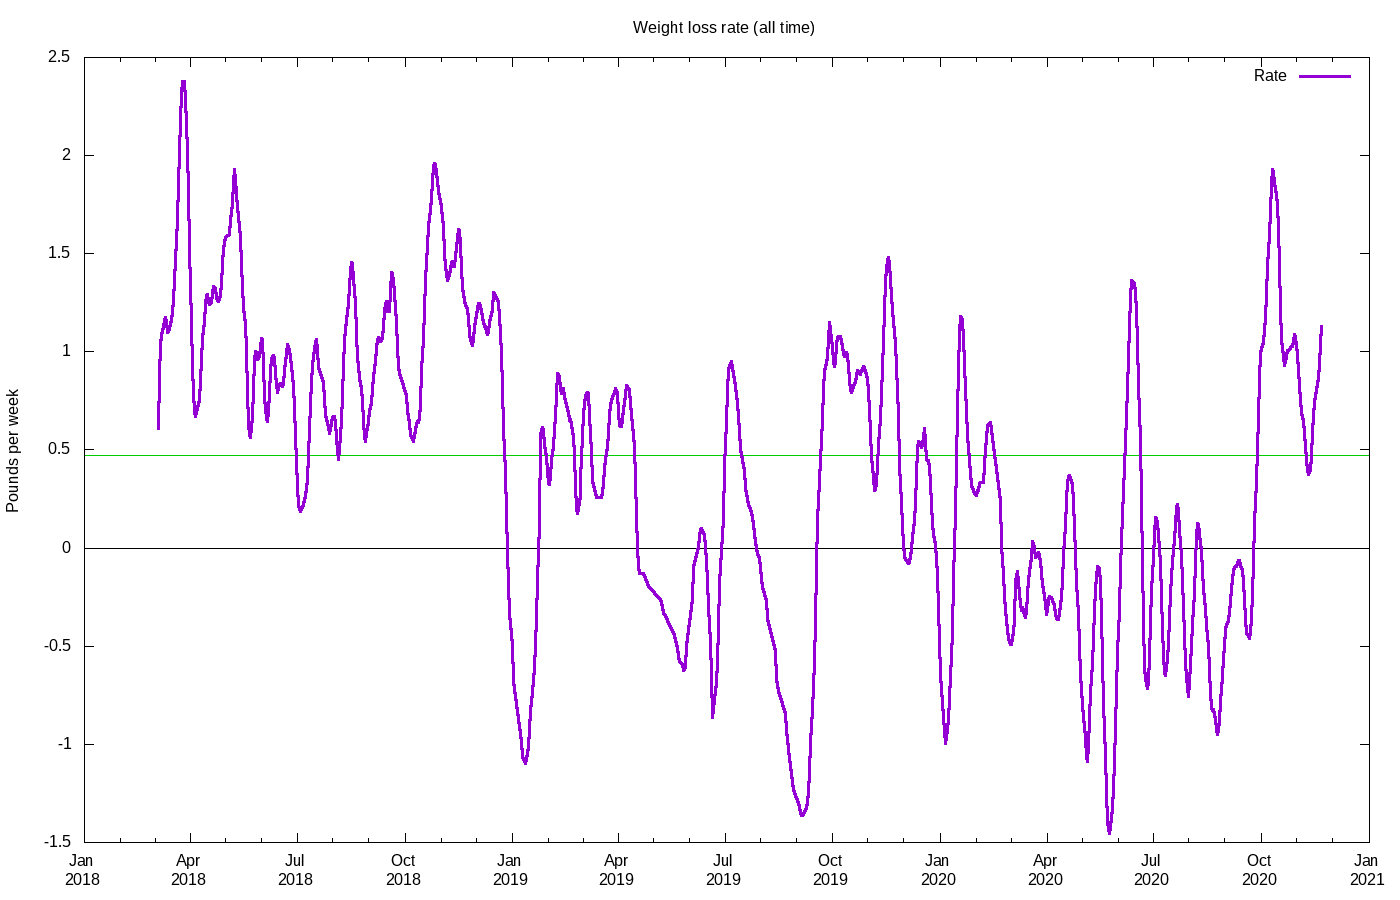 Weight loss rate (all time)
Rate
Pounds per week
2.5
2
1.5
1
0.5
0
-0.5
-1
-1.5
Jan Apr Jul Oct Jan Apr Jul Oct Jan Apr Jul Oct Jan
2018 2018 2018 2018 2019 2019 2019 2019 2020 2020 2020 2020 2021